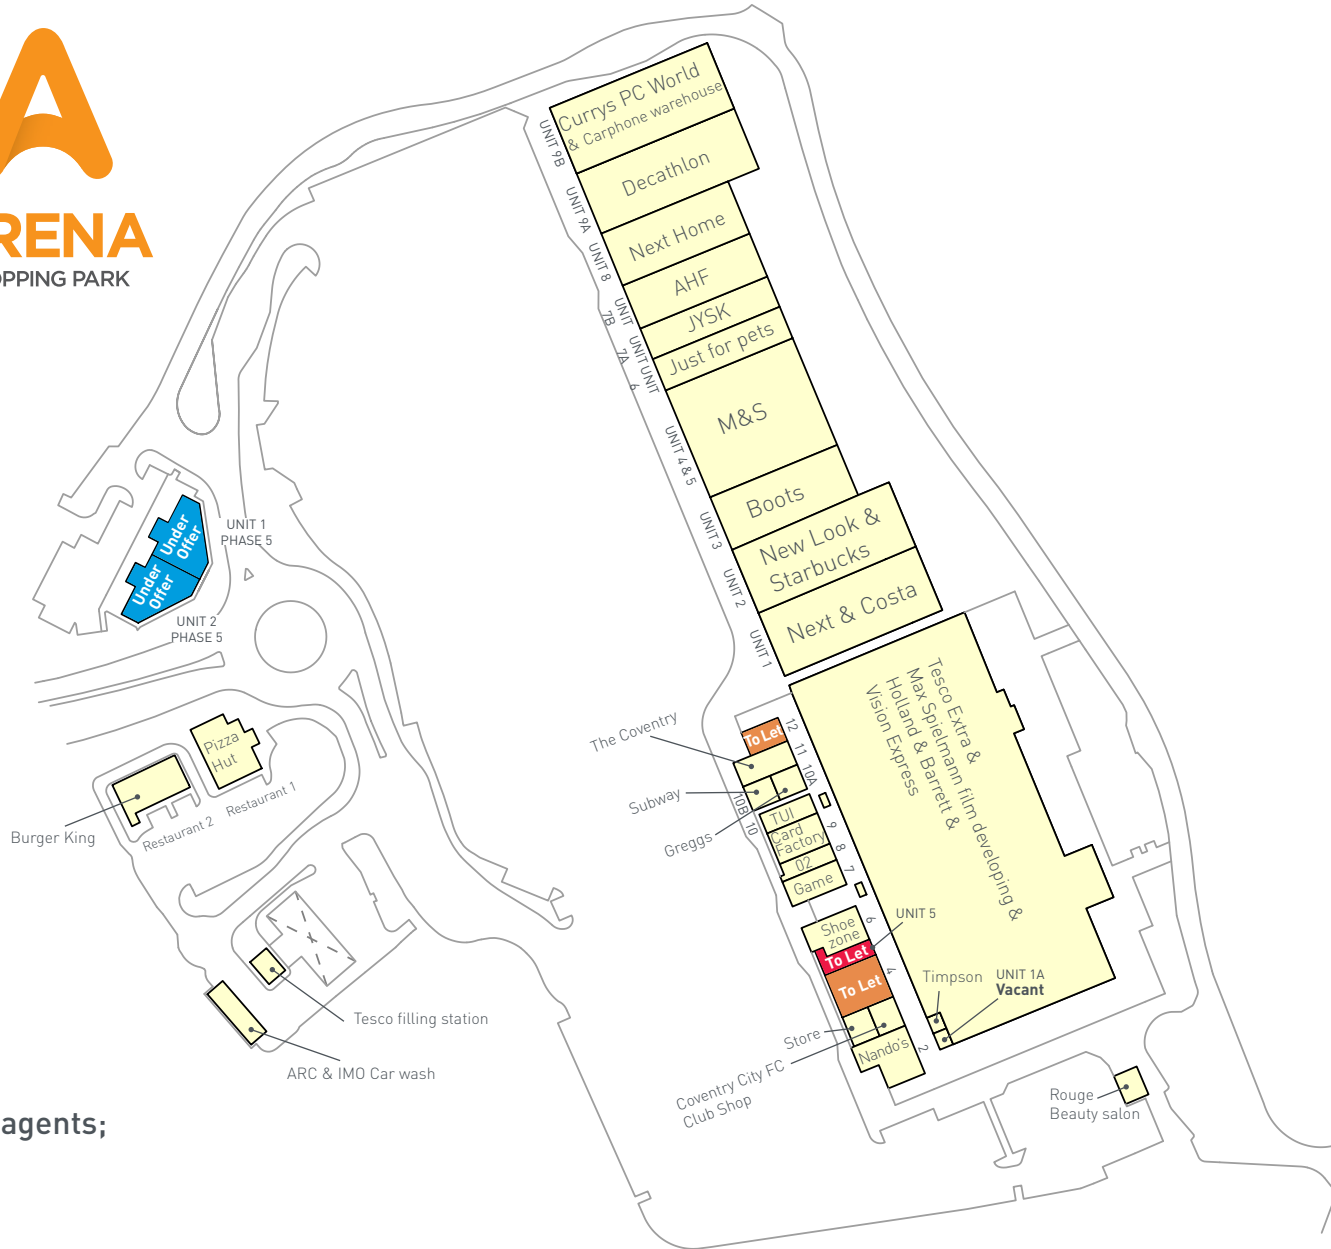 RENA
OPPING PARK
Currys PC World
& Carphone warehouse
UNIT 9B
Decathlon
UNIT 9A
Next Home
UNIT 8
AHF
UNIT
7B
JYSK
UNIT
7A
Just for pets
UNIT
6
M&S
UNIT 4 & 5
Boots
UNIT3
New Look &
Starbucks
UNIT 2
Next & Costa
UNIT 1
Under
Offer
UNIT 1
PHASE 5
Under
Offer
UNIT 2
PHASE 5
Tesco Extra &
Max Spielmann film developing &
Holland & Barrett &
Vision Express
Pizza
Hut
Restaurant 1
Burger King
Restaurant 2
To Let
12
The Coventry
11
10A
Subway
10B
10
Greggs
TUI
9
Card
Factory
8
02
7
Game
Shoe
zone
6
UNIT 5
To Let
To Let
4
Timpson
UNIT 1A
Vacant
Store
Coventry City FC
Club Shop
Nando's
2
Tesco filling station
ARC & IMO Car wash
Rouge
Beauty salon
agents;